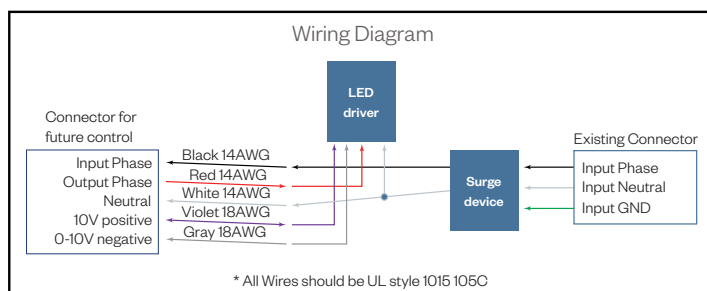 Wiring Diagram
LED
driver
Connector for
future control
Existing Connector
Input Phase
Output Phase
Neutral
10V positive
0-10V negative
Black 14AWG
Red 14AWG
White 14AWG
Violet 18AWG
Gray 18AWG
Surge
device
Input Phase
Input Neutral
Input GND
* All Wires should be UL style 1015 105C